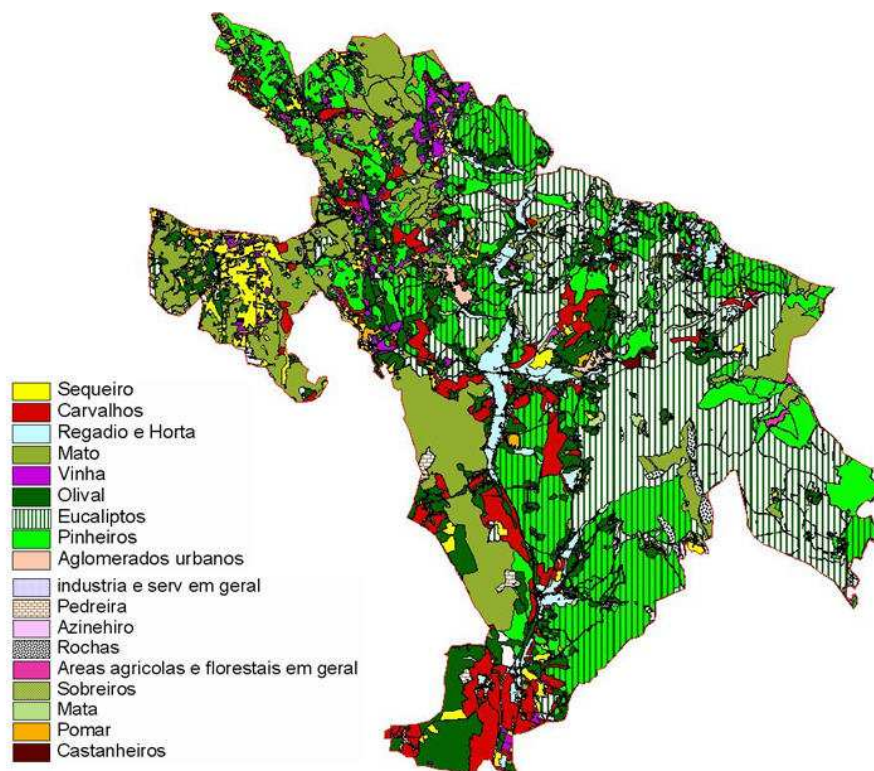 Sequeiro
Carvalhos
Regadio e Horta
Mato
Vinha
Olival
Eucaliptos
Pinheiros
Aglomerados urbanos
industria e serv em geral
Pedreira
Azinehiro
Rochas
Areas agricolas e florestais em geral
Sobreiros
Mata
Pomar
Castanheiros